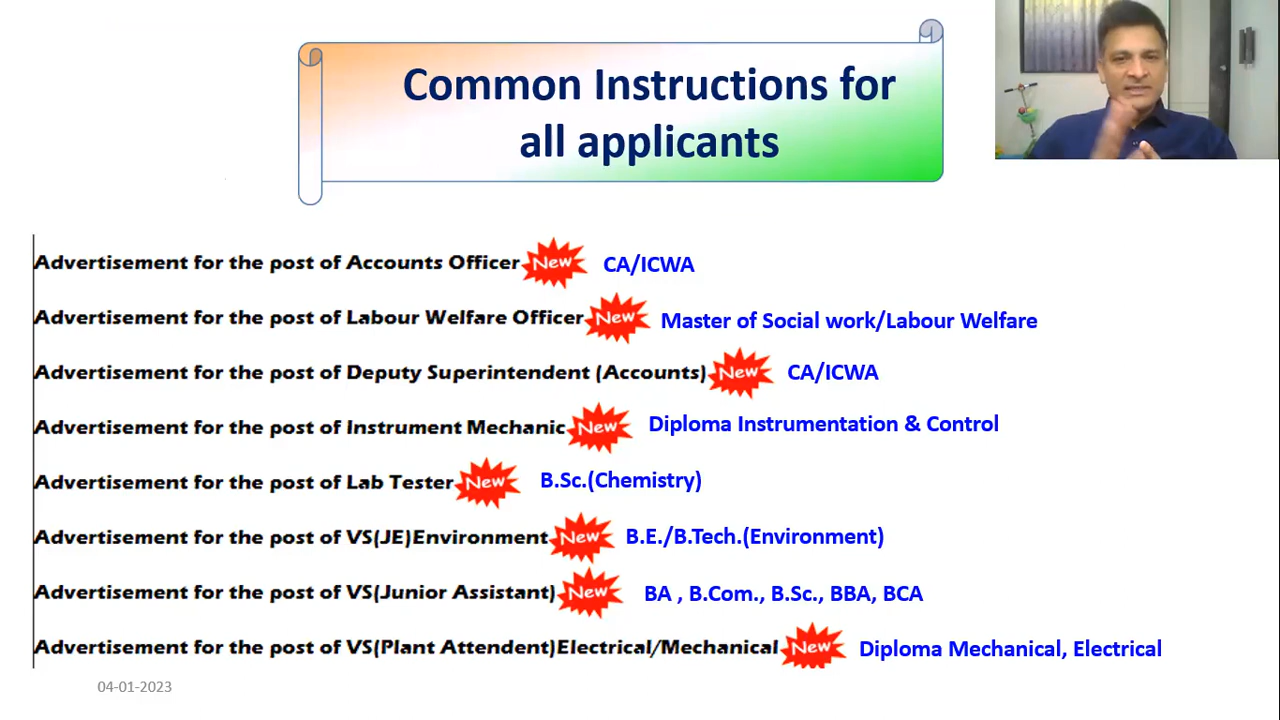 Common Instructions for
all applicants
Advertisement for the post of Accounts Officer New CA/ICWA
Advertisement for the post of Labour Welfare Officer New Master of Social work/Labour Welfare
Advertisement for the post of Deputy Superintendent (Accounts) New CA/ICWA
Advertisement for the post of Instrument Mechanic New Diploma Instrumentation & Control
Advertisement for the post of Lab Tester New B.Sc.(Chemistry)
Advertisement for the post of VS(JE)Environment New B.E./B.Tech.(Environment)
Advertisement for the post of VS(Junior Assistant) New BA , B.Com., B.Sc., BBA, BCA
Advertisement for the post of VS(Plant Attendent)Electrical/Mechanical New Diploma Mechanical, Electrical
04-01-2023